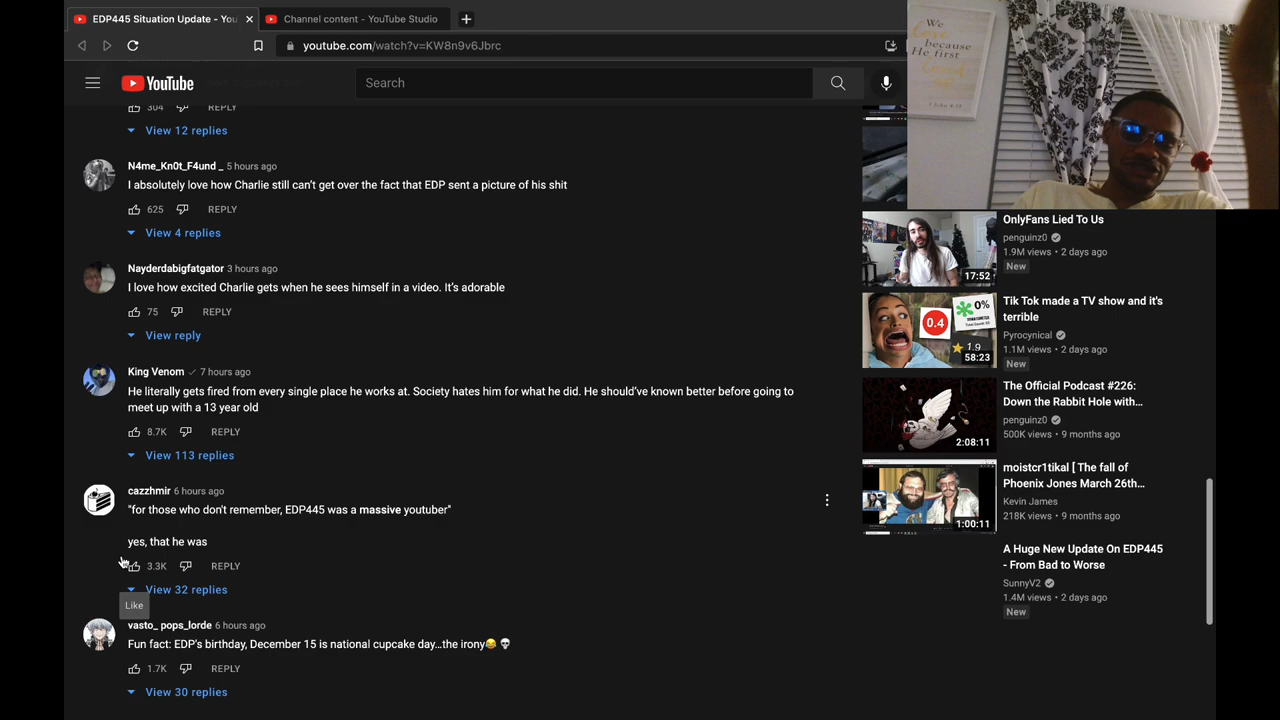 EDP445 Situation Update - You
Channel content - YouTube Studio
youtube.com/watch?v=KW8n9v6Jbrc
YouTube
Search
304 REPLY
View 12 replies
N4me_Kn0t_F4und _ 5 hours ago
I absolutely love how Charlie still can't get over the fact that EDP sent a picture of his shit
625 REPLY
View 4 replies
Nayderdabigfatgator 3 hours ago
I love how excited Charlie gets when he sees himself in a video. It's adorable
75 REPLY
View reply
King Venom 7 hours ago
He literally gets fired from every single place he works at. Society hates him for what he did. He should've known better before going to
meet up with a 13 year old
8.7K REPLY
View 113 replies
cazzhmir 6 hours ago
"for those who don't remember, EDP445 was a massive youtuber"
yes, that he was
3.3K REPLY
View 32 replies
Like
vasto_ pops_lorde 6 hours ago
Fun fact: EDP's birthday, December 15 is national cupcake day...the irony😂 💀
1.7K REPLY
View 30 replies
We
because
He first
OnlyFans Lied To Us
penguinz0
1.9M views • 2 days ago
New
17:52
Tik Tok made a TV show and it's
terrible
Pyrocynical
1.1M views • 2 days ago
New
0%
0.4
1.9
58:23
The Official Podcast #226:
Down the Rabbit Hole with...
penguinz0
500K views • 9 months ago
2:08:11
moistcr1tikal [ The fall of
Phoenix Jones March 26th...
Kevin James
218K views • 9 months ago
1:00:11
A Huge New Update On EDP445
- From Bad to Worse
SunnyV2
1.4M views • 2 days ago
New